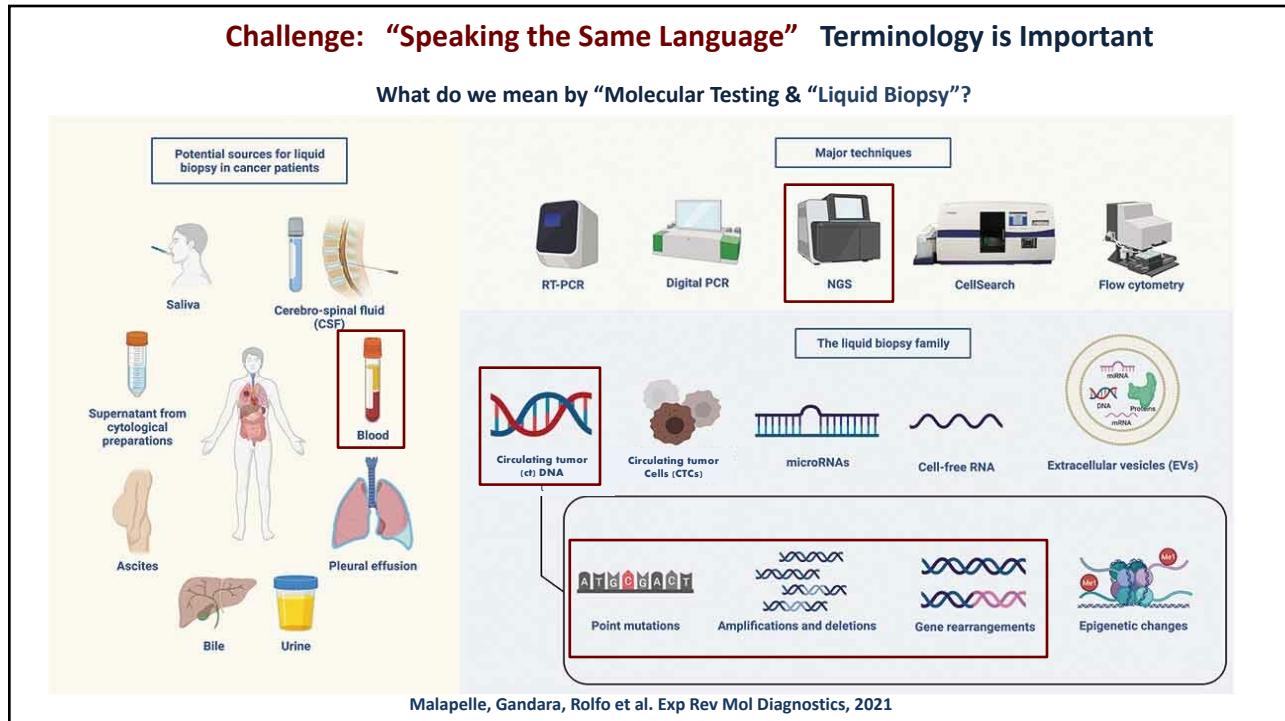 Challenge: “Speaking the Same Language” Terminology is Important
What do we mean by “Molecular Testing & “Liquid Biopsy”?
Potential sources for liquid
biopsy in cancer patients
Saliva
Cerebro-spinal fluid
(CSF)
Supernatant from
cytological
preparations
Blood
Ascites
Pleural effusion
Bile
Urine
Major techniques
RT-PCR
Digital PCR
NGS
CellSearch
Flow cytometry
The liquid biopsy family
Circulating tumor
(ct) DNA
Circulating tumor
Cells (CTCs)
microRNAs
Cell-free RNA
miRNA
DNA
Proteins
mRNA
Extracellular vesicles (EVs)
ATGCGACT
Point mutations
Amplifications and deletions
Gene rearrangements
Me1
Me1
Epigenetic changes
Malapelle, Gandara, Rolfo et al. Exp Rev Mol Diagnostics, 2021